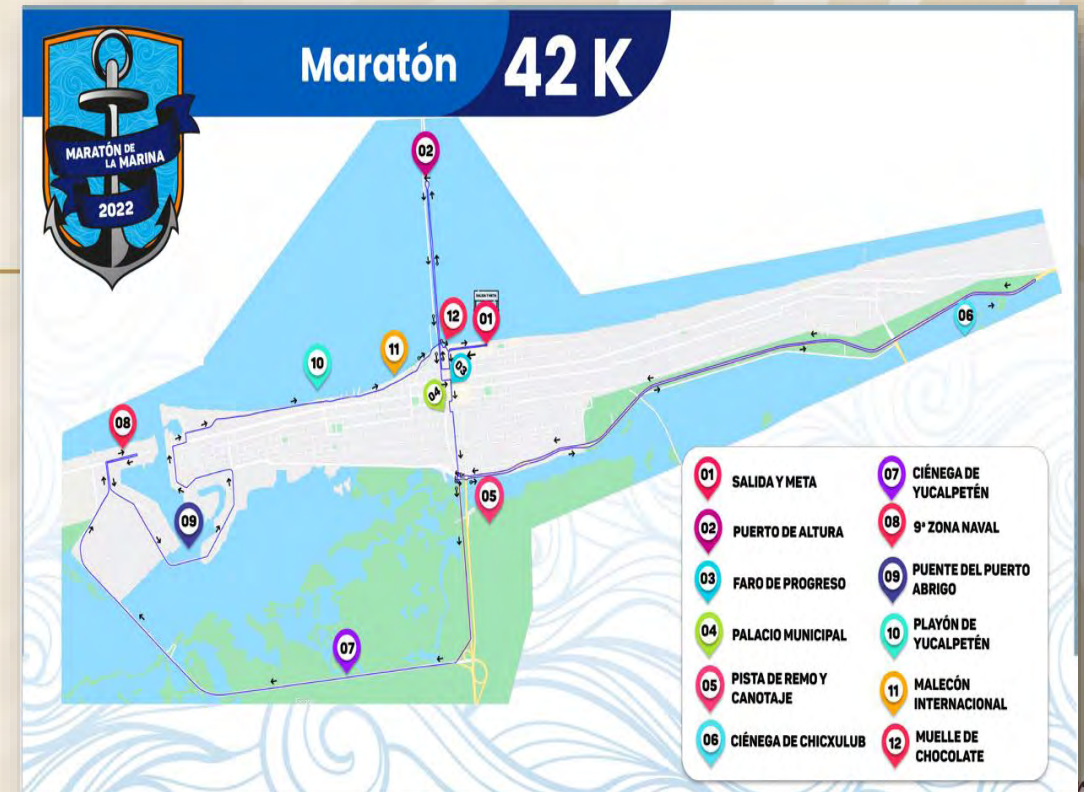 Maratón 42 K
MARATÓN DE
LA MARINA
2022
02
12
01
11
03
10
04
06
08
05
09
07
01 SALIDA Y META
02 PUERTO DE ALTURA
03 FARO DE PROGRESO
04 PALACIO MUNICIPAL
05 PISTA DE REMO Y
CANOTAJE
06 CIÉNEGA DE CHICXULUB
07 CIÉNEGA DE
YUCALPETÉN
08 9ª ZONA NAVAL
09 PUENTE DEL PUERTO
ABRIGO
10 PLAYÓN DE
YUCALPETÉN
11 MALECÓN
INTERNACIONAL
12 MUELLE DE
CHOCOLATE